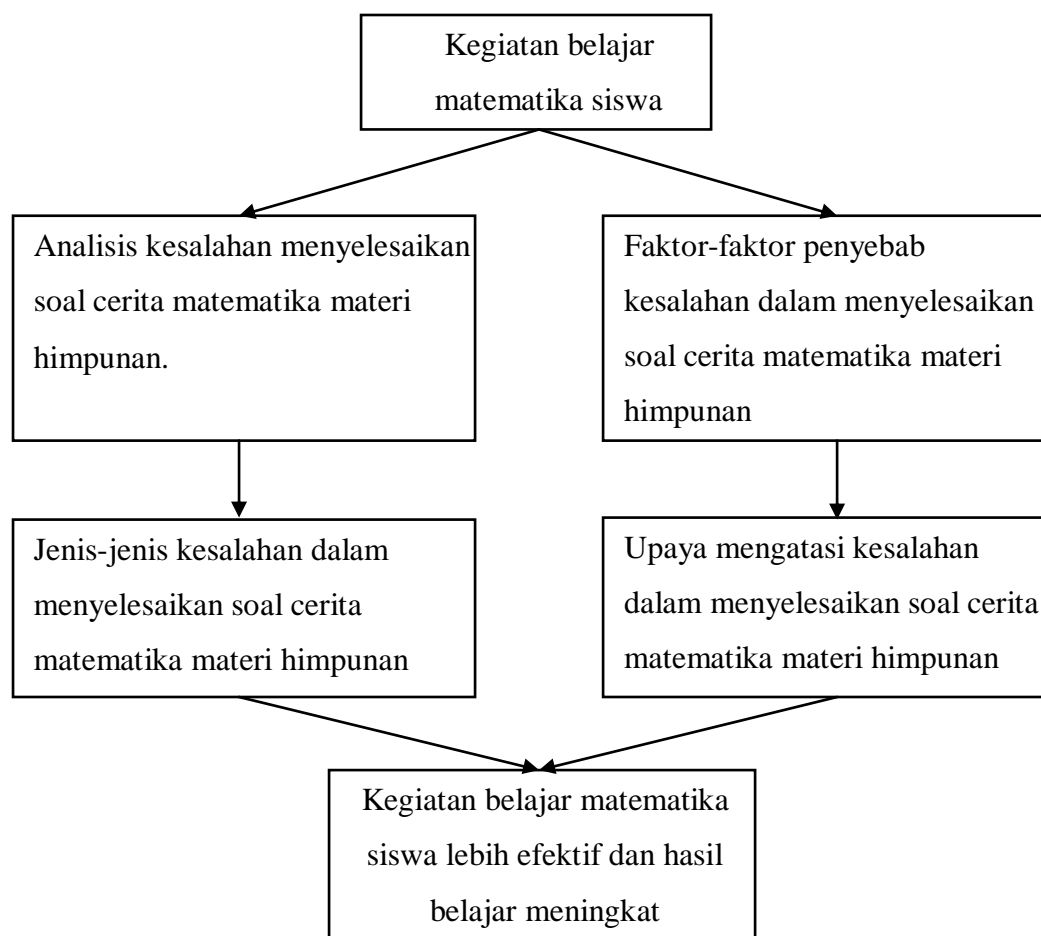 Kegiatan belajar
matematika siswa
Analisis kesalahan menyelesaikan
soal cerita matematika materi
himpunan.
Faktor-faktor penyebab
kesalahan dalam menyelesaikan
soal cerita matematika materi
himpunan
Jenis-jenis kesalahan dalam
menyelesaikan soal cerita
matematika materi himpunan
Upaya mengatasi kesalahan
dalam menyelesaikan soal cerita
matematika materi himpunan
Kegiatan belajar matematika
siswa lebih efektif dan hasil
belajar meningkat